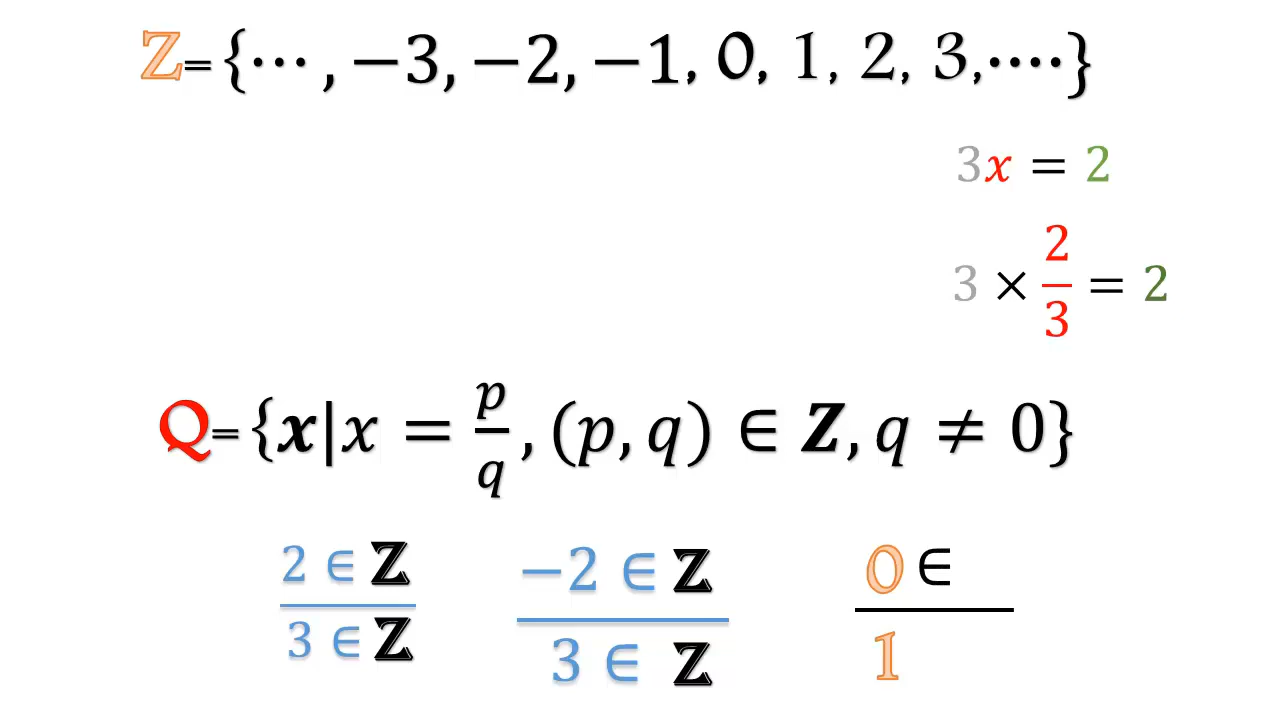 Z= {⋯ , −3, −2, −1, 0, 1, 2, 3,····}
3x = 2
3 × 2/3 = 2
Q= {x|x = p/q , (p, q) ∈ Z, q ≠ 0}
2 ∈ Z −2 ∈ Z 0 ∈
3 ∈ Z 3 ∈ Z 1